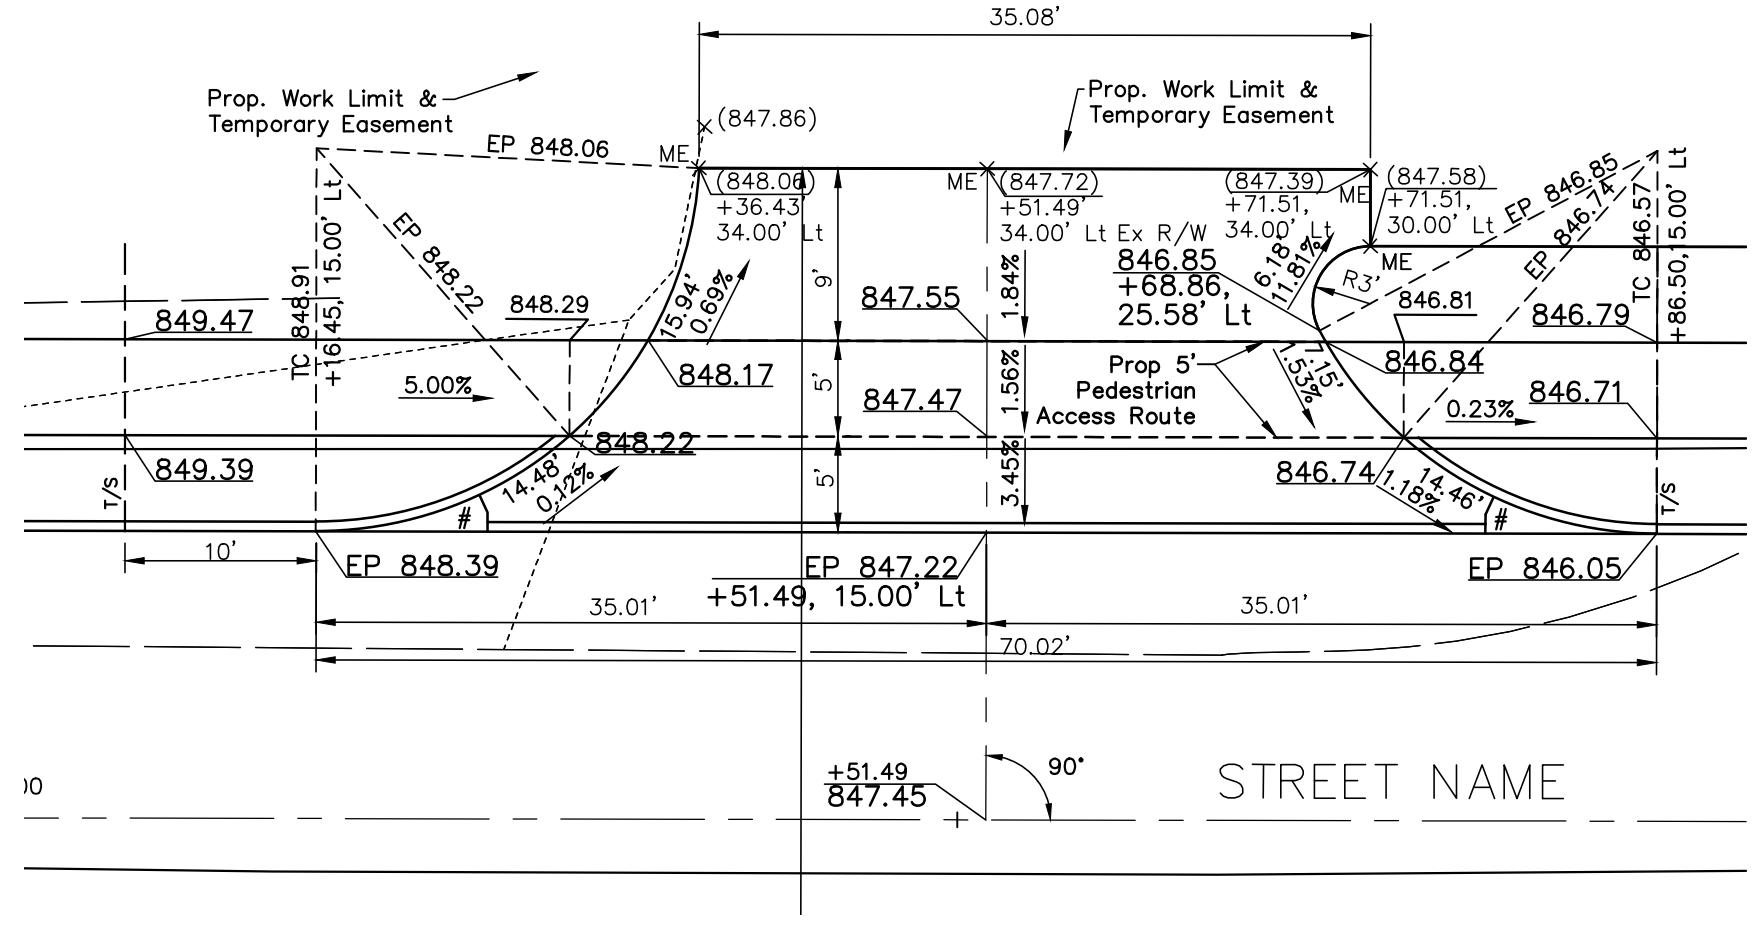 35.08'
Prop. Work Limit &
Temporary Easement
Prop. Work Limit &
Temporary Easement
(847.86)
EP 848.06
ME
(848.06)
+36.43'
34.00' Lt
ME
(847.72)
+51.49'
34.00' Lt Ex R/W
(847.39)
+71.51,
34.00' Lt
ME
(847.58)
+71.51,
30.00' Lt
ME
EP 846.85
EP 846.74
TC 846.57
+86.50, 15.00' Lt
TC 848.91
+16.45, 15.00' Lt
EP 848.22
848.29
15.94'
0.69%
9'
847.55
1.84%
846.85
+68.86,
25.58' Lt
6.18'
11.81%
R3'
846.81
846.79
849.47
5.00%
848.17
5'
847.47
1.56%
Prop 5'
Pedestrian
Access Route
7.15'
1.53%
846.84
0.23%
846.71
849.39
T/S
848.22
14.48'
0.12%
#
5'
3.45%
846.74
14.46'
1.18%
#
T/S
10'
EP 848.39
EP 847.22
+51.49, 15.00' Lt
EP 846.05
35.01'
35.01'
70.02'
+51.49
847.45
90°
STREET NAME
00